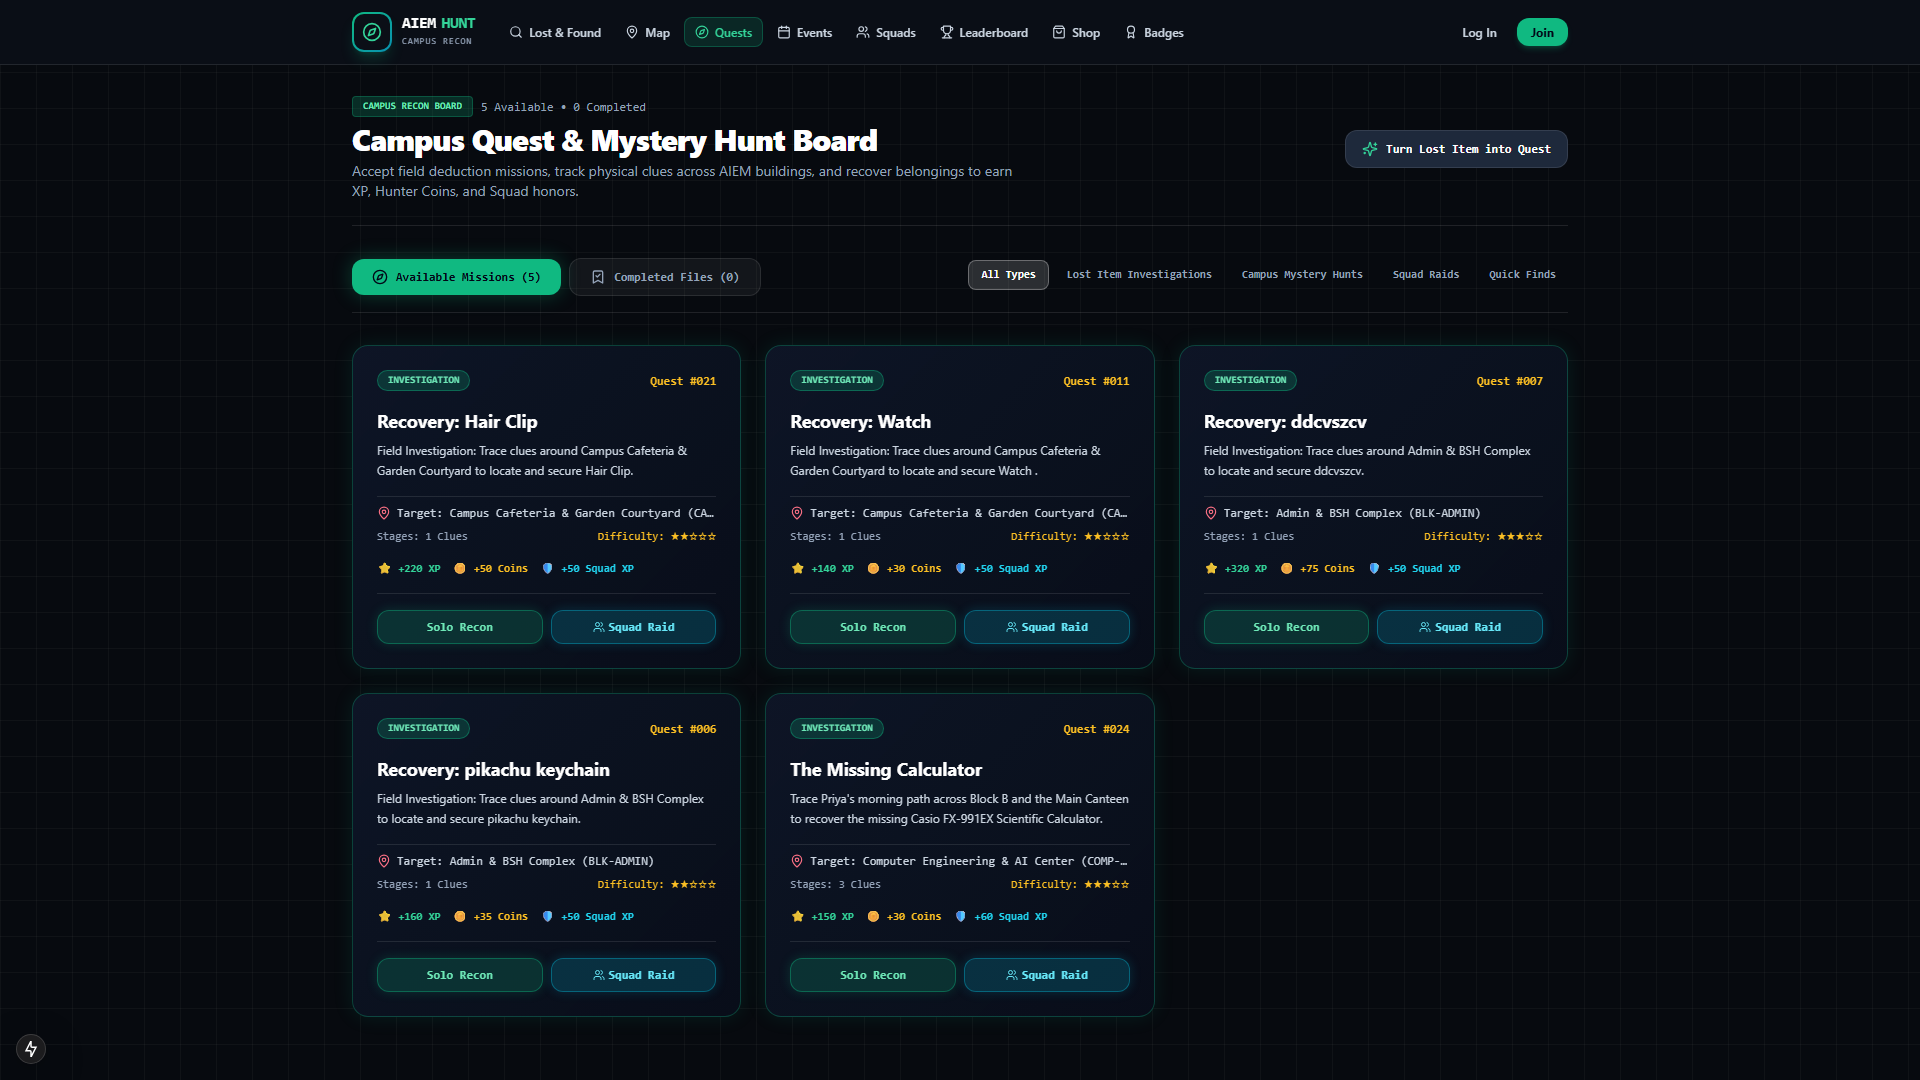 AIEM HUNT
CAMPUS RECON
Lost & Found
Map
Quests
Events
Squads
Leaderboard
Shop
Badges
Log In
Join
CAMPUS RECON BOARD
5 Available • 0 Completed
Campus Quest & Mystery Hunt Board
Accept field deduction missions, track physical clues across AIEM buildings, and recover belongings to earn
XP, Hunter Coins, and Squad honors.
Turn Lost Item into Quest
Available Missions (5)
Completed Files (0)
All Types
Lost Item Investigations
Campus Mystery Hunts
Squad Raids
Quick Finds
INVESTIGATION
Quest #021
Recovery: Hair Clip
Field Investigation: Trace clues around Campus Cafeteria &
Garden Courtyard to locate and secure Hair Clip.
Target: Campus Cafeteria & Garden Courtyard (CA…
Stages: 1 Clues
Difficulty: ★★☆☆☆
+220 XP
+50 Coins
+50 Squad XP
Solo Recon
Squad Raid
INVESTIGATION
Quest #011
Recovery: Watch
Field Investigation: Trace clues around Campus Cafeteria &
Garden Courtyard to locate and secure Watch .
Target: Campus Cafeteria & Garden Courtyard (CA…
Stages: 1 Clues
Difficulty: ★★☆☆☆
+140 XP
+30 Coins
+50 Squad XP
Solo Recon
Squad Raid
INVESTIGATION
Quest #007
Recovery: ddcvszcv
Field Investigation: Trace clues around Admin & BSH Complex
to locate and secure ddcvszcv.
Target: Admin & BSH Complex (BLK-ADMIN)
Stages: 1 Clues
Difficulty: ★★★☆☆
+320 XP
+75 Coins
+50 Squad XP
Solo Recon
Squad Raid
INVESTIGATION
Quest #006
Recovery: pikachu keychain
Field Investigation: Trace clues around Admin & BSH Complex
to locate and secure pikachu keychain.
Target: Admin & BSH Complex (BLK-ADMIN)
Stages: 1 Clues
Difficulty: ★★☆☆☆
+160 XP
+35 Coins
+50 Squad XP
Solo Recon
Squad Raid
INVESTIGATION
Quest #024
The Missing Calculator
Trace Priya's morning path across Block B and the Main Canteen
to recover the missing Casio FX-991EX Scientific Calculator.
Target: Computer Engineering & AI Center (COMP-…
Stages: 3 Clues
Difficulty: ★★★☆☆
+150 XP
+30 Coins
+60 Squad XP
Solo Recon
Squad Raid